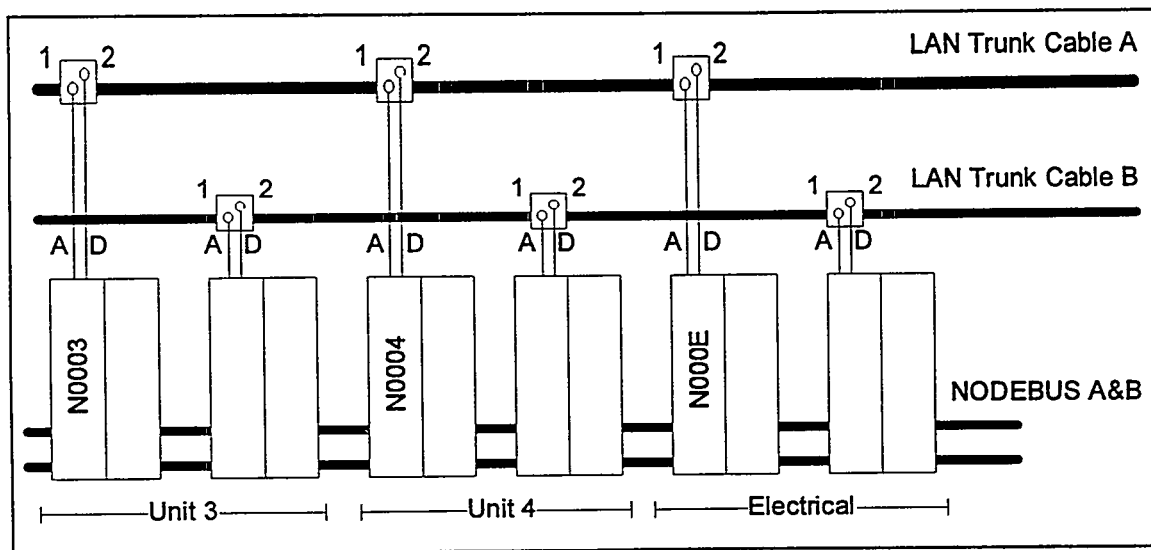 1 2 1 2 1 2 LAN Trunk Cable A
1 2 1 2 1 2 LAN Trunk Cable B
A D A D A D A D A D A D
N0003 N0004 N000E
NODEBUS A&B
Unit 3 Unit 4 Electrical